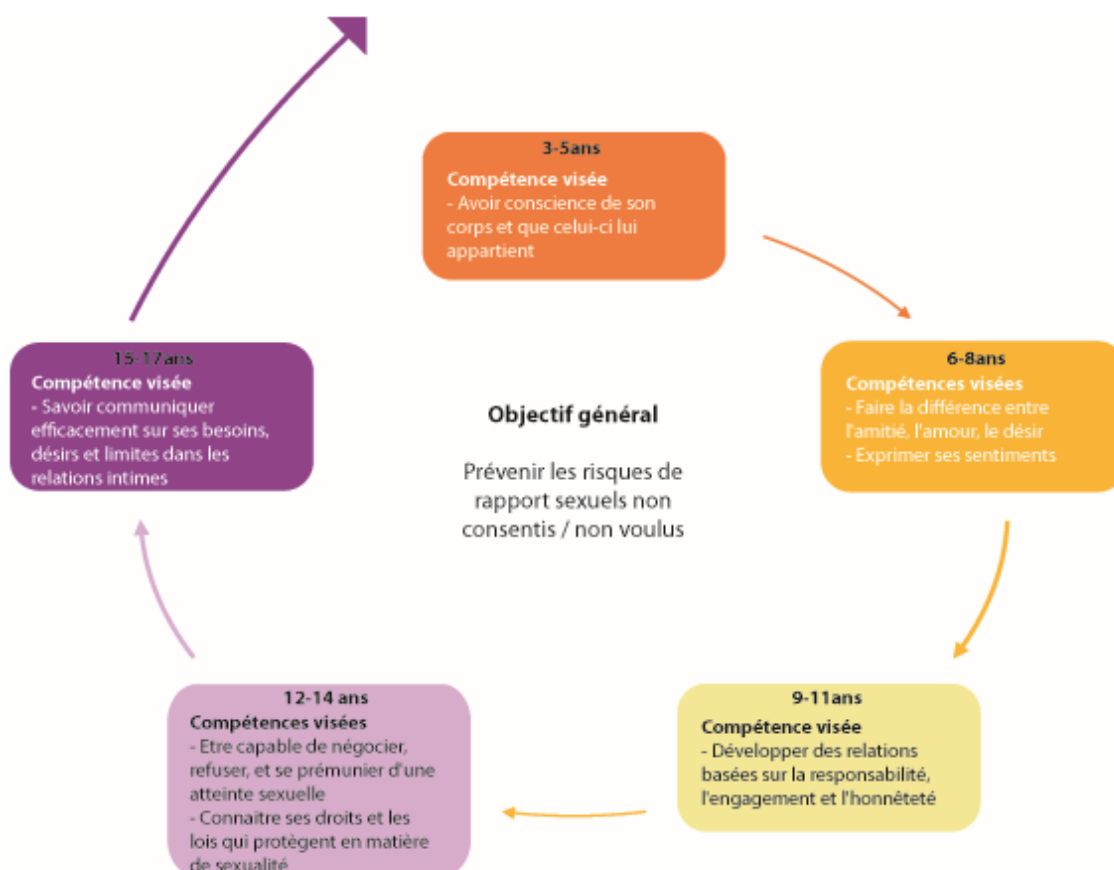 3-5ans
Compétence visée
- Avoir conscience de son
corps et que celui-ci lui
appartient
6-8ans
Compétences visées
- Faire la différence entre
l'amitié, l'amour, le désir
- Exprimer ses sentiments
9-11ans
Compétence visée
- Développer des relations
basées sur la responsabilité,
l'engagement et l'honnêteté
12-14 ans
Compétences visées
- Etre capable de négocier,
refuser, et se prémunier d'une
atteinte sexuelle
- Connaitre ses droits et les
lois qui protègent en matière
de sexualité
15-17ans
Compétence visée
- Savoir communiquer
efficacement sur ses besoins,
désirs et limites dans les
relations intimes
Objectif général
Prévenir les risques de
rapport sexuels non
consentis / non voulus